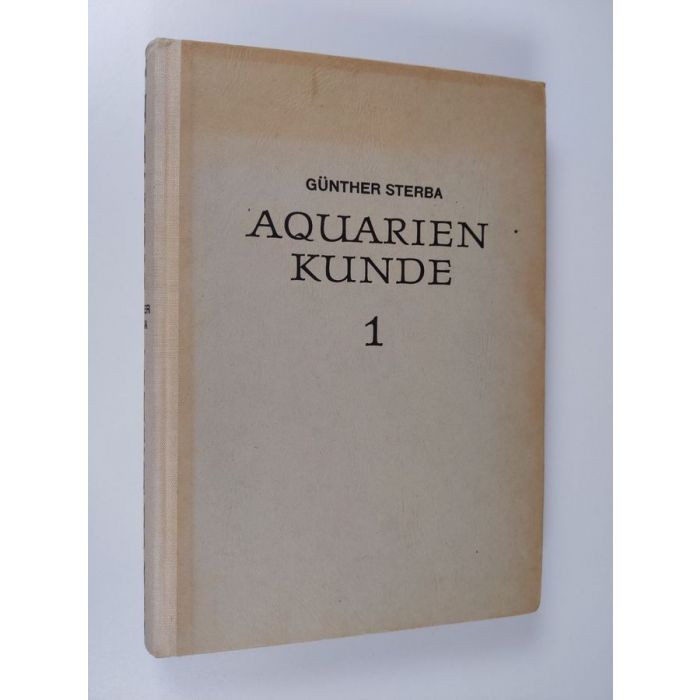 GÜNTHER STERBA
AQUARIEN
KUNDE
1